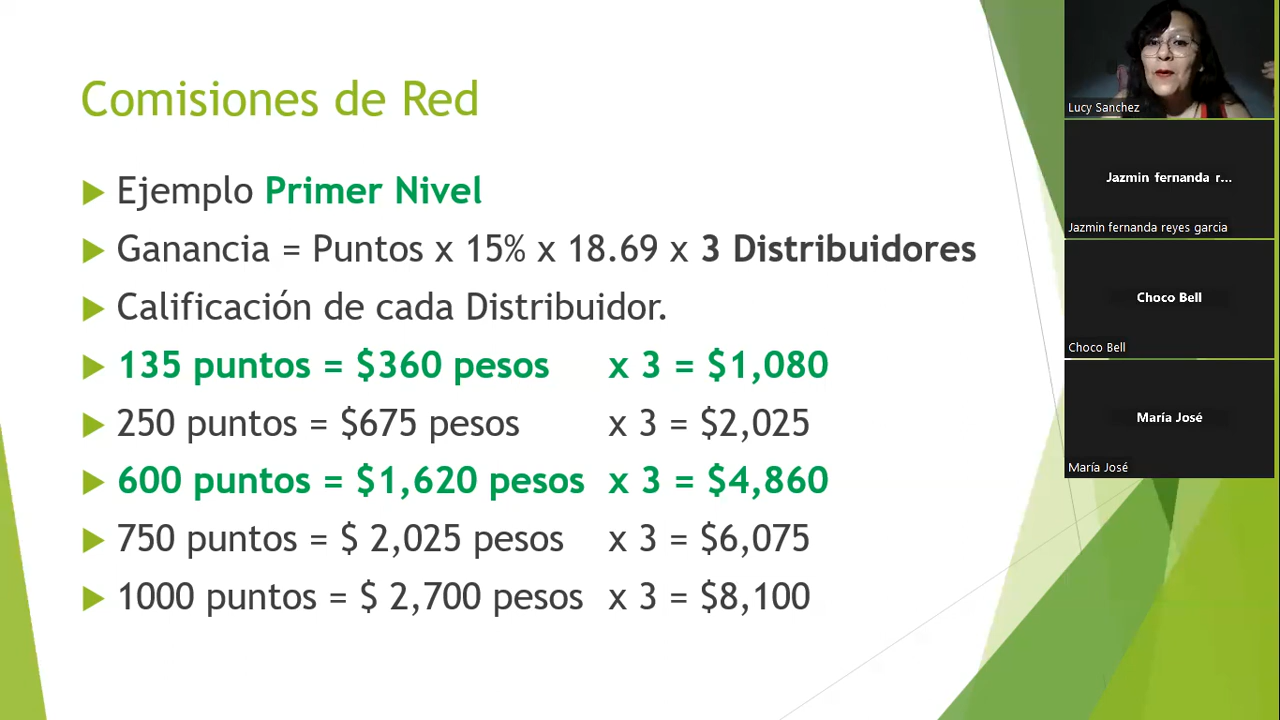 Comisiones de Red
Ejemplo Primer Nivel
Ganancia = Puntos x 15% x 18.69 x 3 Distribuidores
Calificación de cada Distribuidor.
135 puntos = $360 pesos x 3 = $1,080
250 puntos = $675 pesos x 3 = $2,025
600 puntos = $1,620 pesos x 3 = $4,860
750 puntos = $ 2,025 pesos x 3 = $6,075
1000 puntos = $ 2,700 pesos x 3 = $8,100
Lucy Sanchez
Jazmin fernanda r...
Jazmin fernanda reyes garcia
Choco Bell
Choco Bell
María José
María José